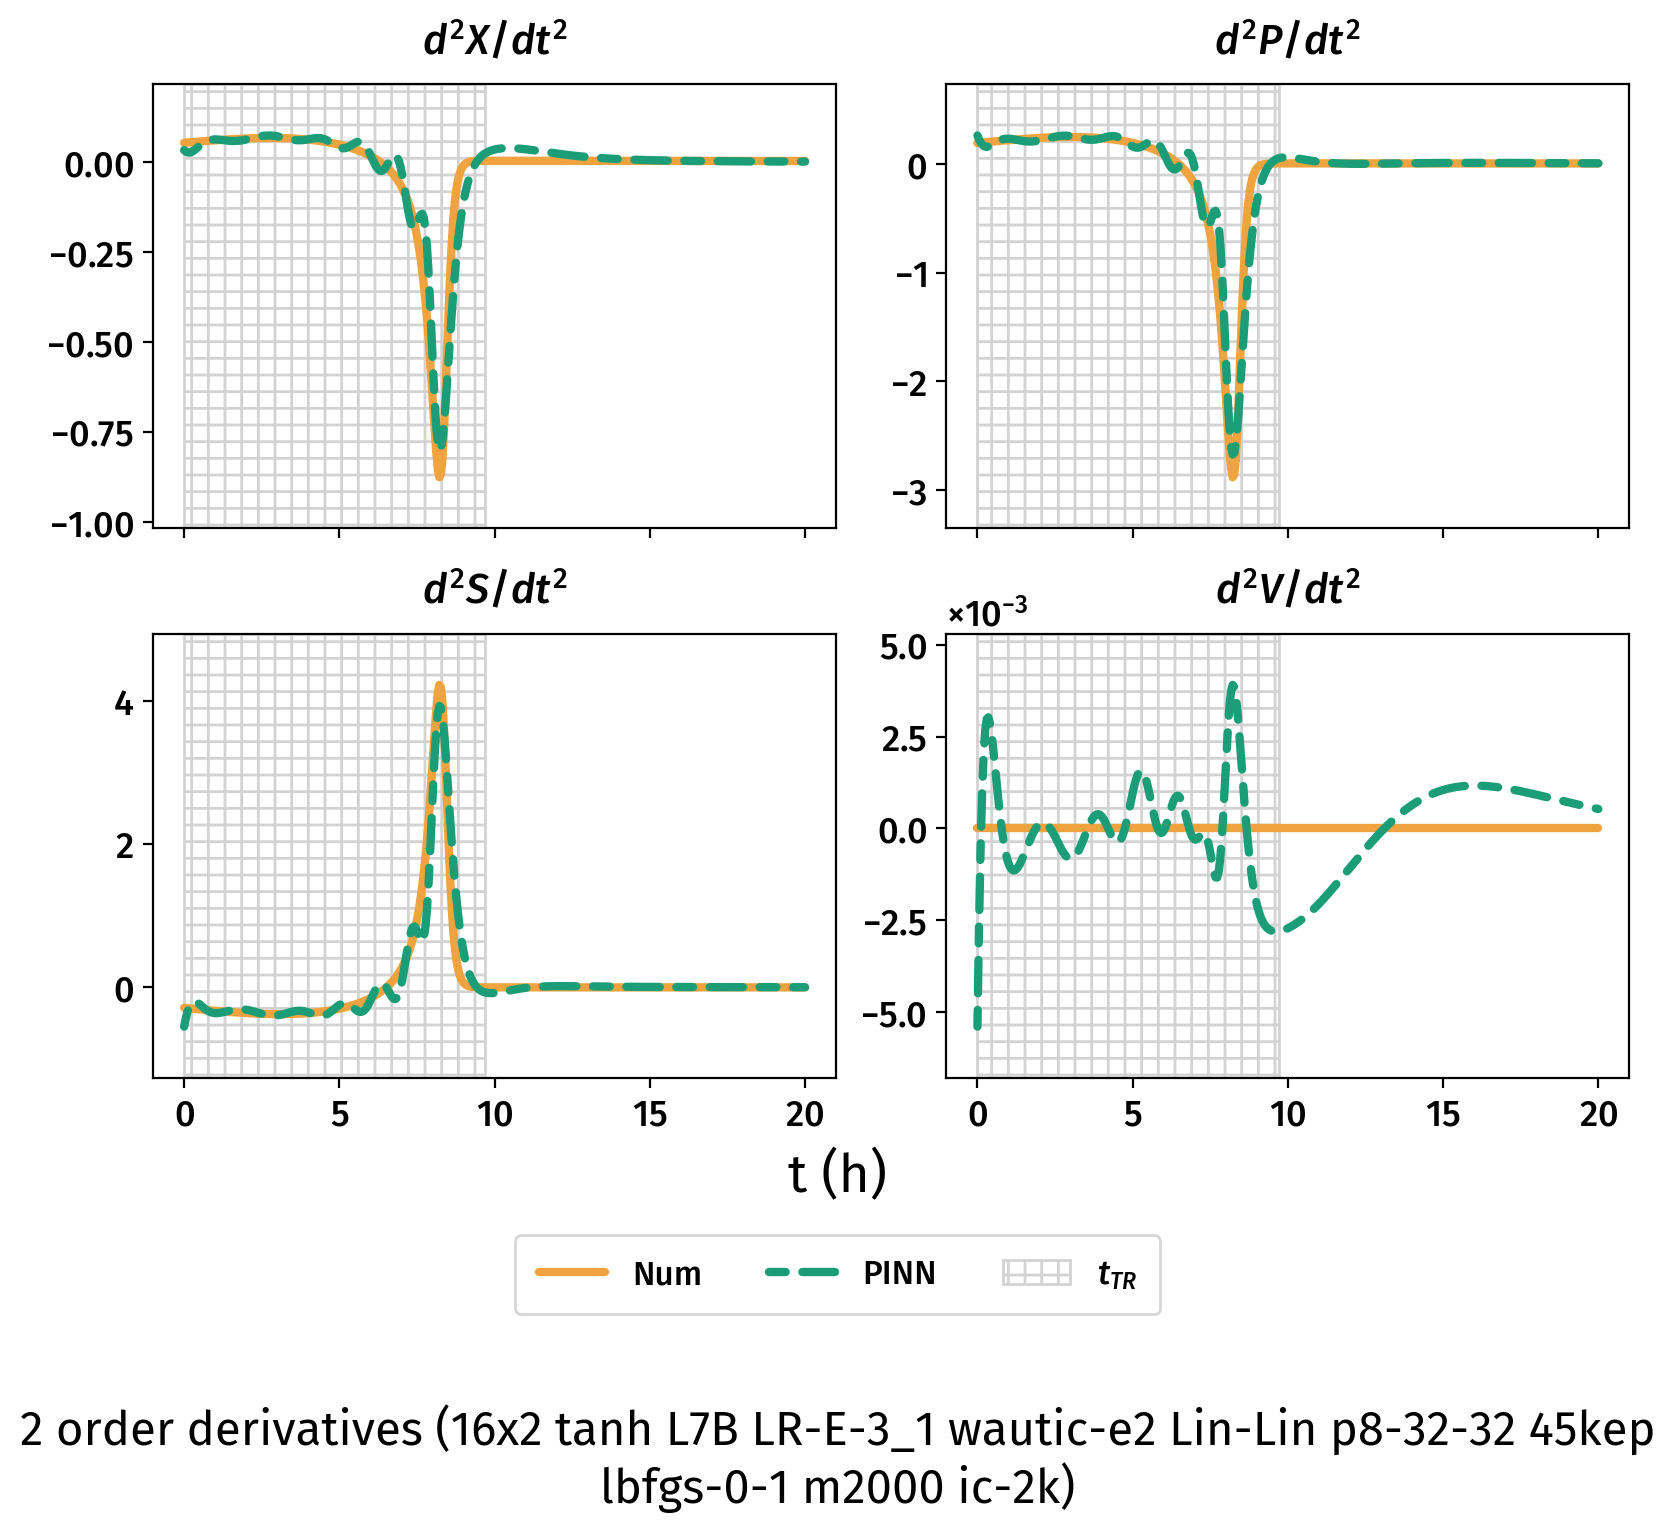 d²X/dt²
d²P/dt²
0.00
−0.25
−0.50
−0.75
−1.00
0
−1
−2
−3
d²S/dt²
d²V/dt²
×10⁻³
4
2
0
5.0
2.5
0.0
−2.5
−5.0
0 5 10 15 20
0 5 10 15 20
t (h)
Num PINN t_TR
2 order derivatives (16x2 tanh L7B LR-E-3_1 wautic-e2 Lin-Lin p8-32-32 45kep
lbfgs-0-1 m2000 ic-2k)